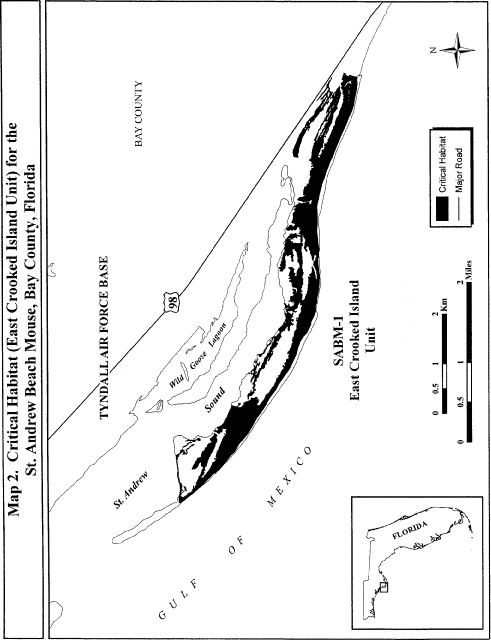 Map 2. Critical Habitat (East Crooked Island Unit) for the
St. Andrew Beach Mouse, Bay County, Florida
BAY COUNTY
N
TYNDALL AIR FORCE BASE
98
Wild
Goose
Lagoon
St. Andrew
Sound
SABM-1
East Crooked Island
Unit
GULF OF MEXICO
Critical Habitat
Major Road
0 0.5 1 2 Km
0 0.5 1 2 Miles
FLORIDA